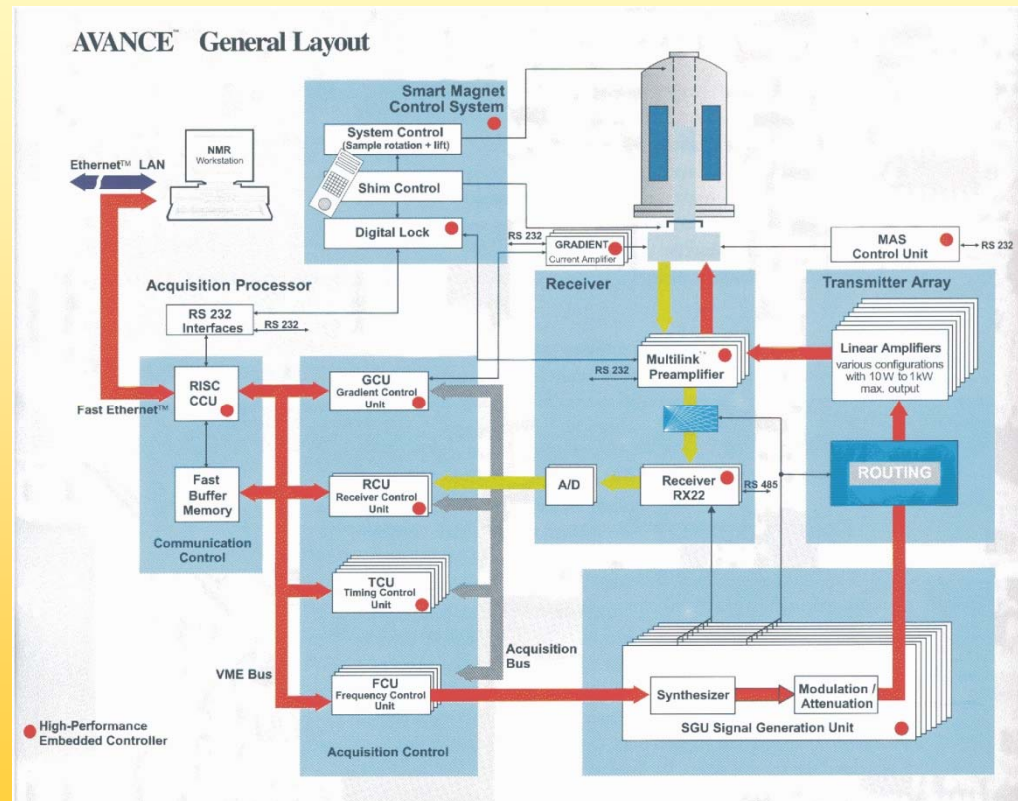 AVANCE™ General Layout
Smart Magnet
Control System
System Control
(Sample rotation + lift)
Shim Control
Digital Lock
NMR
Workstation
Ethernet™ LAN
RS 232
GRADIENT
Current Amplifier
MAS
Control Unit
RS 232
Acquisition Processor
RS 232
Interfaces
RS 232
Receiver
Transmitter Array
Multilink™
Preamplifier
RS 232
Linear Amplifiers
various configurations
with 10 W to 1 kW
max. output
RISC
CCU
Fast Ethernet™
GCU
Gradient Control
Unit
Fast
Buffer
Memory
Communication
Control
RCU
Receiver Control
Unit
A/D
Receiver
RX22
RS 485
ROUTING
TCU
Timing Control
Unit
Acquisition
Bus
VME Bus
FCU
Frequency Control
Unit
Acquisition Control
Synthesizer
Modulation /
Attenuation
SGU Signal Generation Unit
High-Performance
Embedded Controller